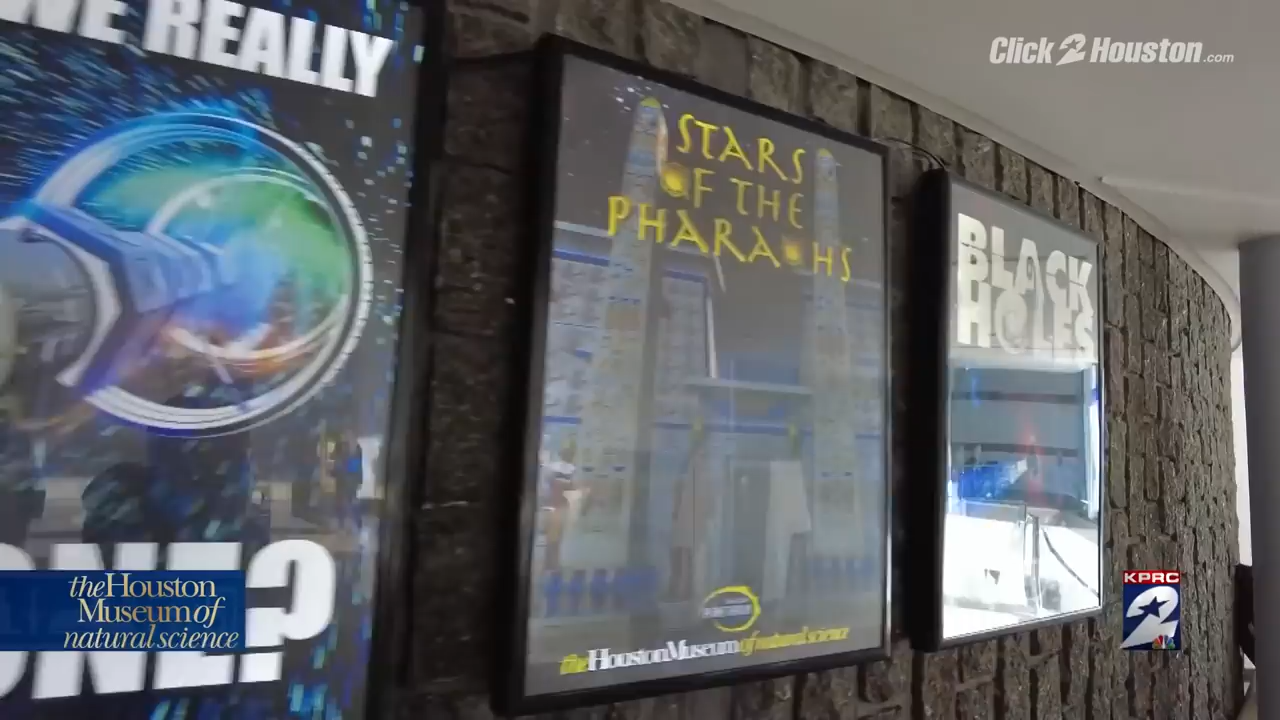 WE REALLY
ONE?
STARS
OF THE
PHARAOHS
the Houston Museum of natural science
BLACK
HOLES
Click2Houston.com
the Houston
Museum of
natural science
KPRC
2